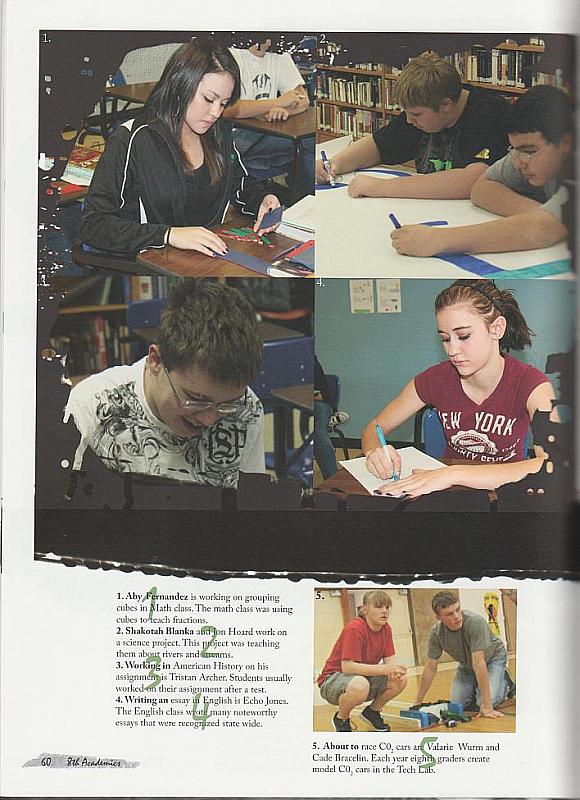 1.
2.
3.
4.
NEW YORK
1. Aby Fernandez is working on grouping
cubes in Math class. The math class was using
cubes to teach fractions.
2. Shakotah Blanka and Jon Hoard work on
a science project. This project was teaching
them about rivers and streams.
3. Working in American History on his
assignment is Tristan Archer. Students usually
worked on their assignment after a test.
4. Writing an essay in English is Echo Jones.
The English class wrote many noteworthy
essays that were recognized state wide.
1
2
3
4
5.
5. About to race C0₂ cars are Valarie Wurm and
Cade Bracelin. Each year eighth graders create
model C0₂ cars in the Tech Lab.
5
60 8th Academics